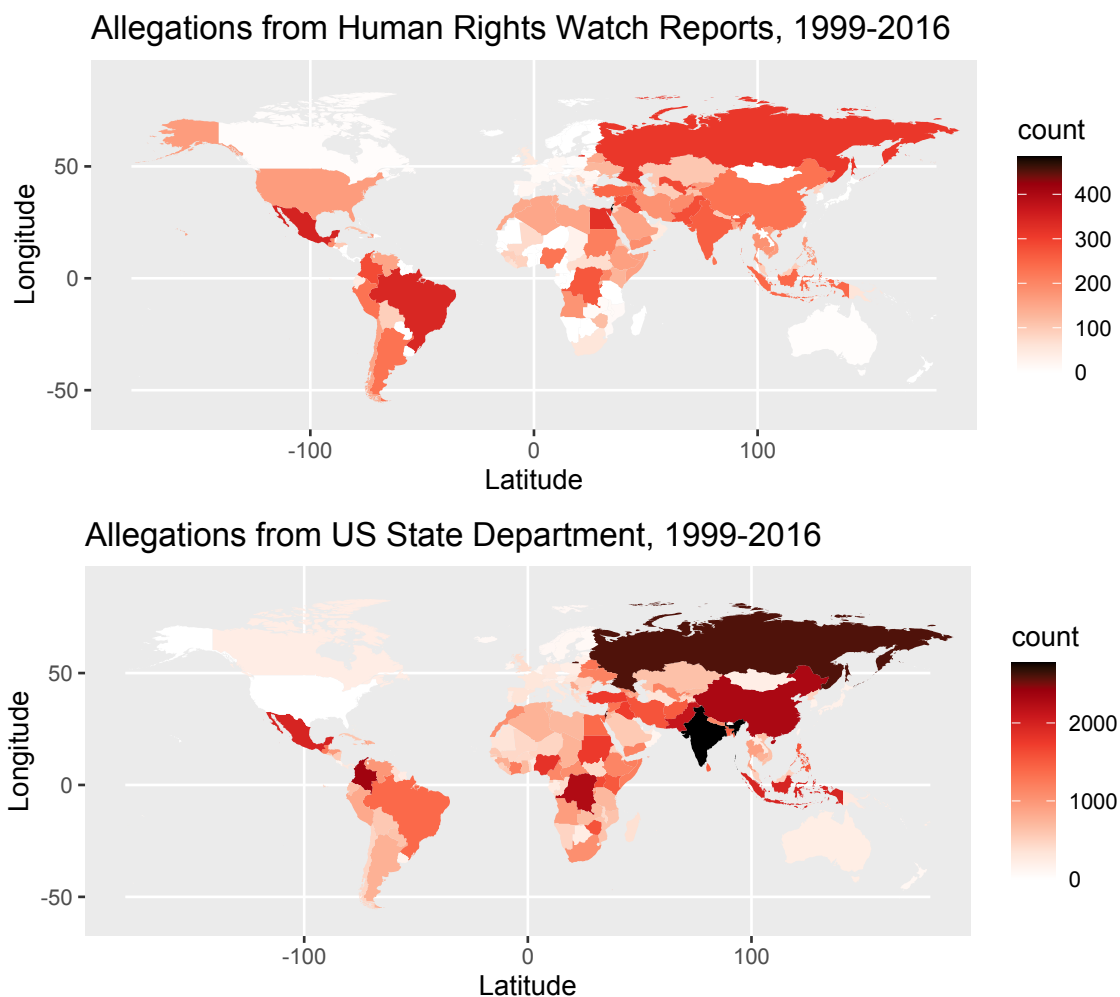 Allegations from Human Rights Watch Reports, 1999-2016
50
0
-50
Longitude
-100
0
100
Latitude
count
400
300
200
100
0
Allegations from US State Department, 1999-2016
50
0
-50
Longitude
-100
0
100
Latitude
count
2000
1000
0